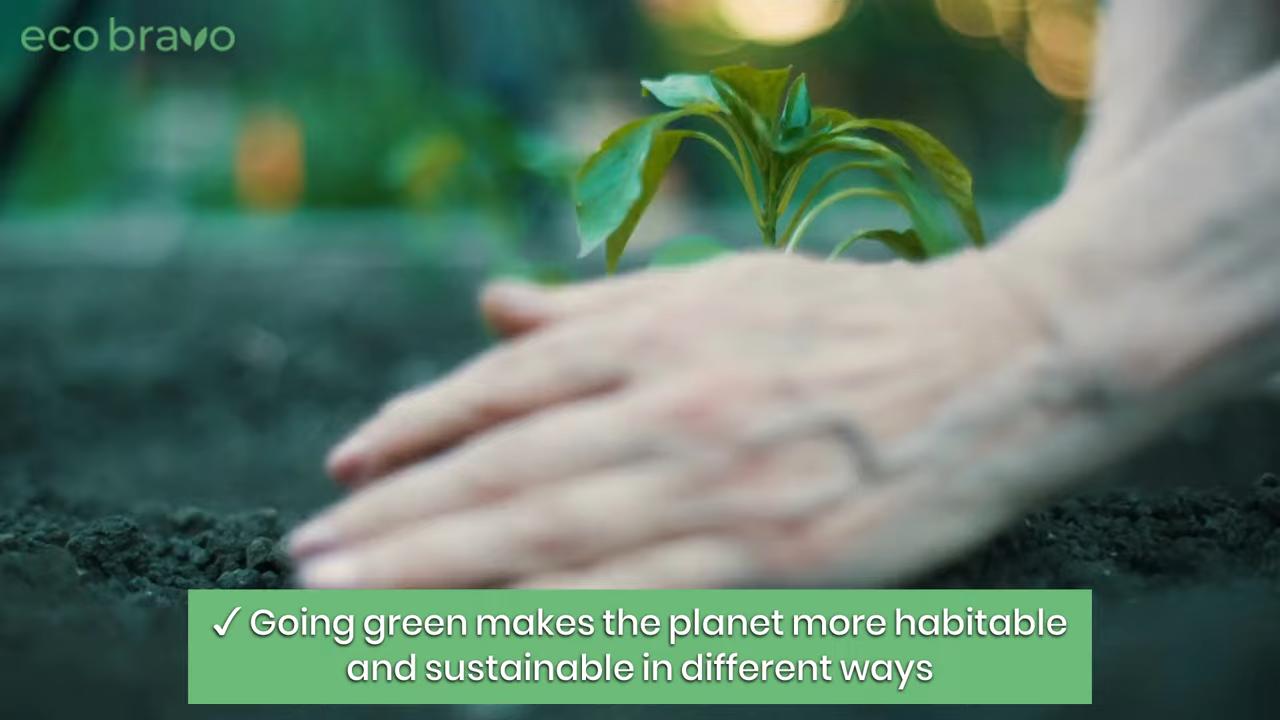 eco bravo
✓ Going green makes the planet more habitable
and sustainable in different ways